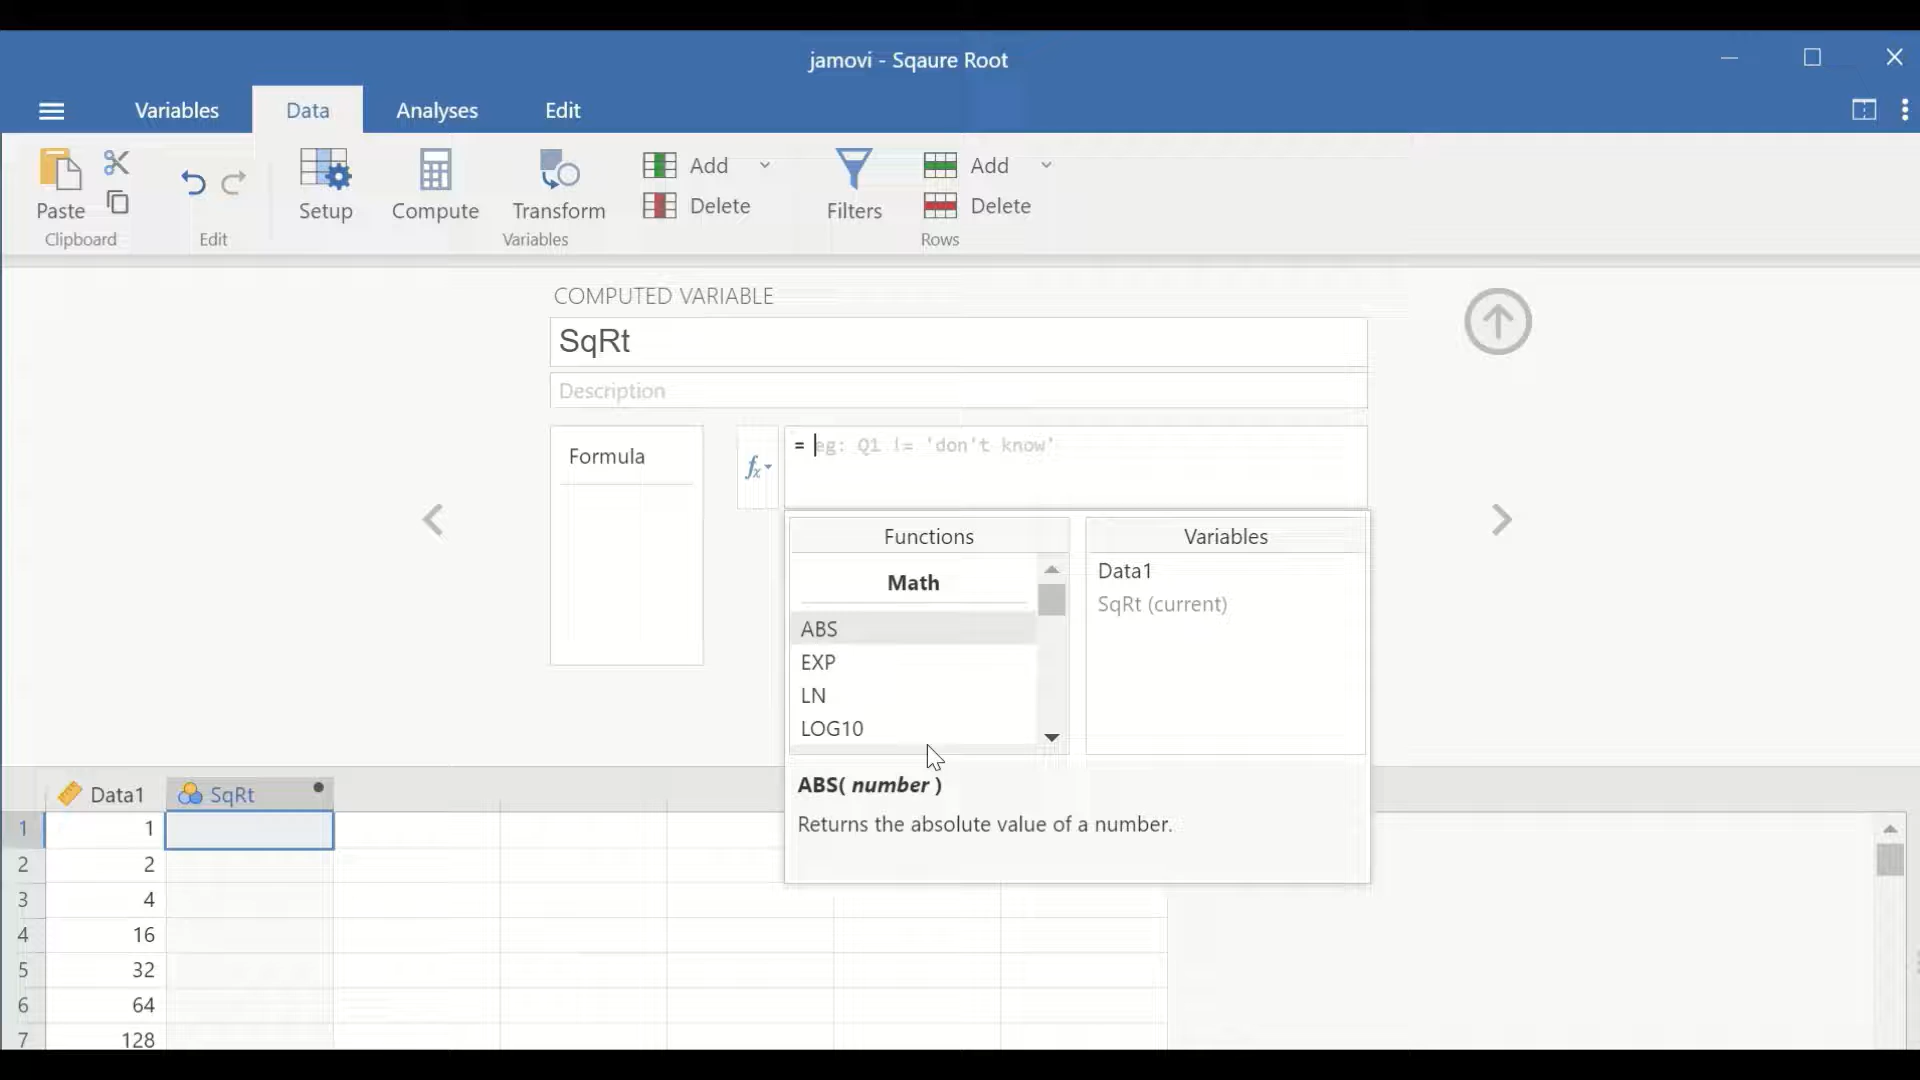 jamovi - Sqaure Root
Variables Data Analyses Edit
Paste Setup Compute Transform Add Delete Filters Add Delete
Clipboard Edit Variables Rows
COMPUTED VARIABLE
SqRt
Description
Formula
fx
= eg: Q1 != 'don't know'
Functions Variables
Math
ABS
EXP
LN
LOG10
Data1
SqRt (current)
ABS( number )
Returns the absolute value of a number.
Data1 SqRt
1 1
2 2
3 4
4 16
5 32
6 64
7 128